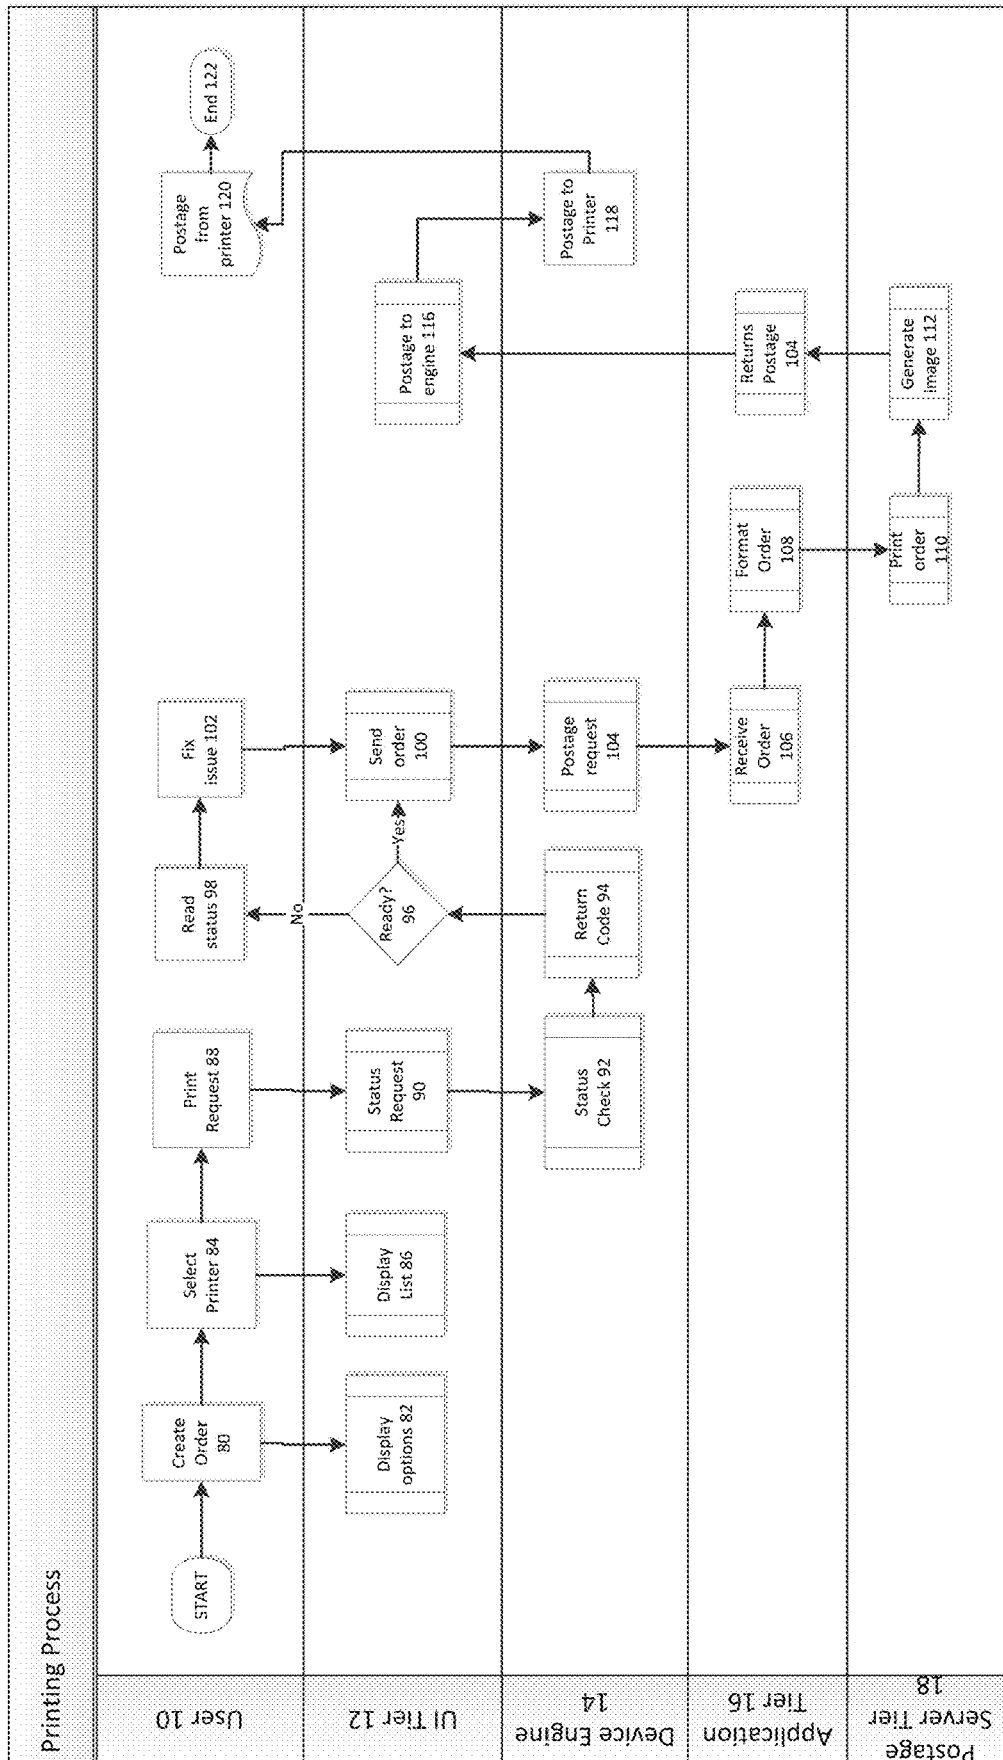 Printing Process
User 10
START
Create
Order
80
Select
Printer 84
Print
Request 88
Read
status 98
Fix
issue 102
Postage
from
printer 120
End 122
UI Tier 12
Display
options 82
Display
List 86
Status
Request
90
Ready?
96
No
Yes
Send
order
100
Postage to
engine 116
Device Engine
14
Status
Check 92
Return
Code 94
Postage
request
104
Postage to
Printer
118
Application
Tier 16
Receive
Order
106
Format
Order
108
Returns
Postage
104
Postage
Server Tier
18
Print
order
110
Generate
image 112